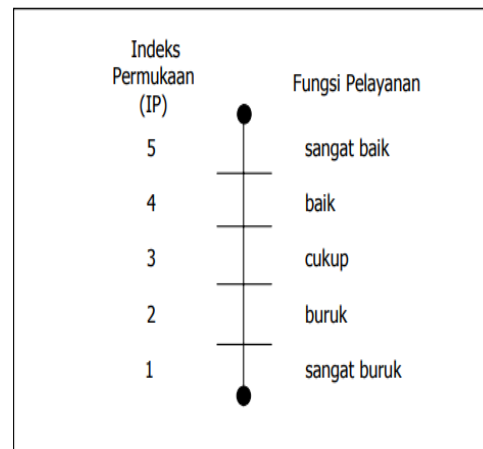 Indeks
Permukaan
(IP)
Fungsi Pelayanan
5 sangat baik
4 baik
3 cukup
2 buruk
1 sangat buruk